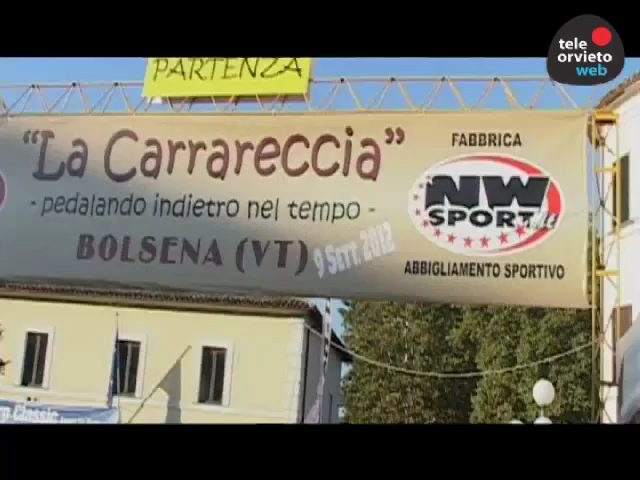 tele
orvieto
web
PARTENZA
"La Carrareccia"
- pedalando indietro nel tempo -
BOLSENA (VT)
9 Sett. 2012
FABBRICA
NW
SPORT
ABBIGLIAMENTO SPORTIVO
Classic